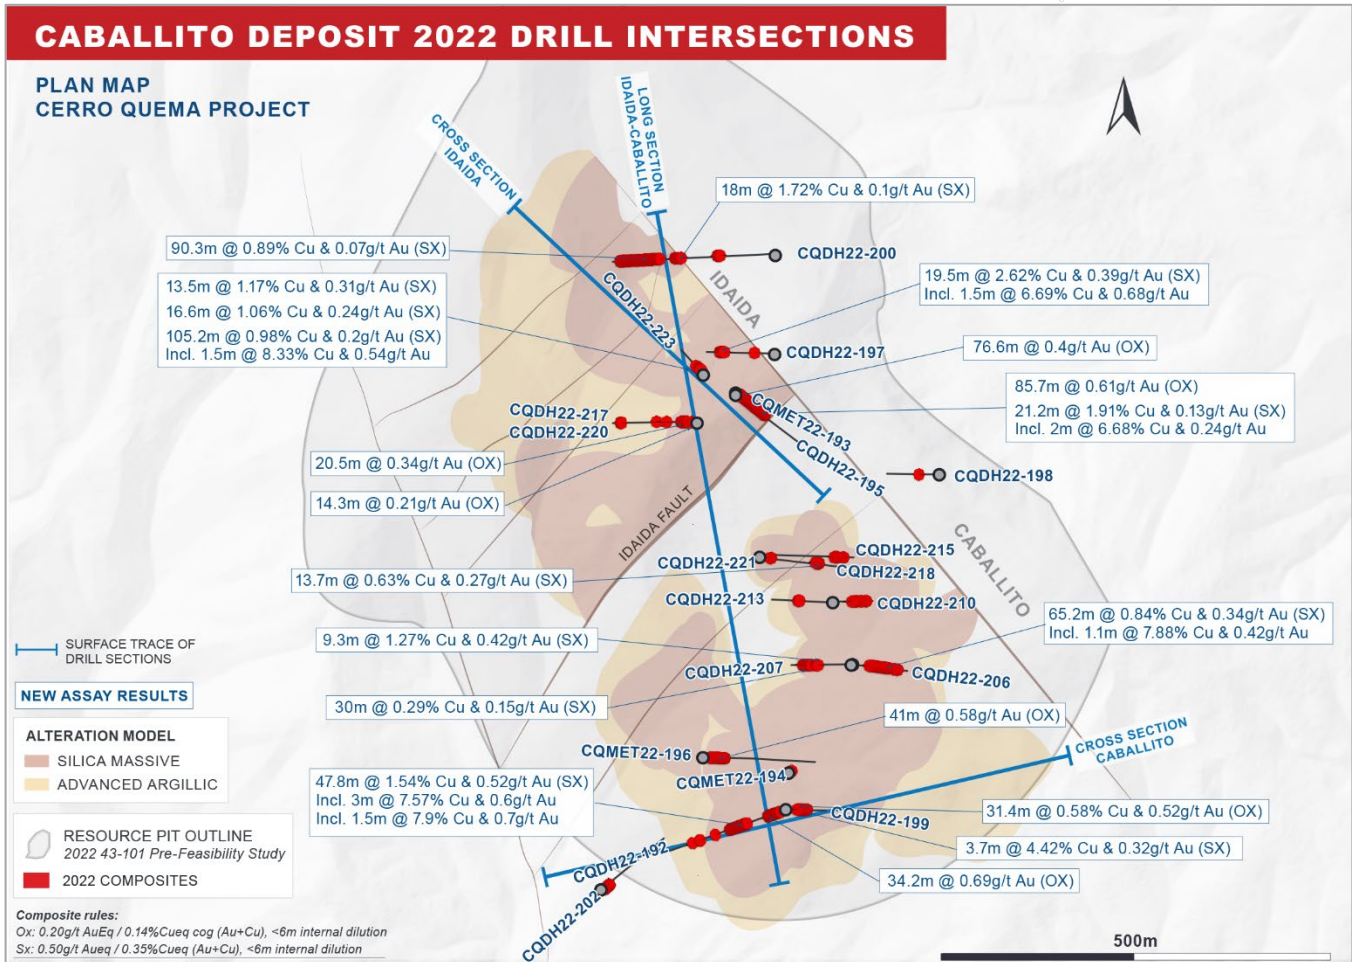 CABALLITO DEPOSIT 2022 DRILL INTERSECTIONS
PLAN MAP
CERRO QUEMA PROJECT
CROSS SECTION
IDAIDA
LONG SECTION
IDAIDA-CABALLITO
18m @ 1.72% Cu & 0.1g/t Au (SX)
90.3m @ 0.89% Cu & 0.07g/t Au (SX)
CQDH22-200
IDAIDA
13.5m @ 1.17% Cu & 0.31g/t Au (SX)
16.6m @ 1.06% Cu & 0.24g/t Au (SX)
105.2m @ 0.98% Cu & 0.2g/t Au (SX)
Incl. 1.5m @ 8.33% Cu & 0.54g/t Au
CQDH22-223
19.5m @ 2.62% Cu & 0.39g/t Au (SX)
Incl. 1.5m @ 6.69% Cu & 0.68g/t Au
CQDH22-197
76.6m @ 0.4g/t Au (OX)
85.7m @ 0.61g/t Au (OX)
21.2m @ 1.91% Cu & 0.13g/t Au (SX)
Incl. 2m @ 6.68% Cu & 0.24g/t Au
CQMET22-193
CQDH22-195
CQDH22-217
CQDH22-220
20.5m @ 0.34g/t Au (OX)
14.3m @ 0.21g/t Au (OX)
CQDH22-198
IDAIDA FAULT
CABALLITO
CQDH22-215
CQDH22-221
CQDH22-218
13.7m @ 0.63% Cu & 0.27g/t Au (SX)
CQDH22-213
CQDH22-210
65.2m @ 0.84% Cu & 0.34g/t Au (SX)
Incl. 1.1m @ 7.88% Cu & 0.42g/t Au
9.3m @ 1.27% Cu & 0.42g/t Au (SX)
CQDH22-207
CQDH22-206
30m @ 0.29% Cu & 0.15g/t Au (SX)
41m @ 0.58g/t Au (OX)
CROSS SECTION
CABALLITO
CQMET22-196
CQMET22-194
47.8m @ 1.54% Cu & 0.52g/t Au (SX)
Incl. 3m @ 7.57% Cu & 0.6g/t Au
Incl. 1.5m @ 7.9% Cu & 0.7g/t Au
31.4m @ 0.58% Cu & 0.52g/t Au (OX)
CQDH22-199
3.7m @ 4.42% Cu & 0.32g/t Au (SX)
CQDH22-192
34.2m @ 0.69g/t Au (OX)
CQDH22-202
SURFACE TRACE OF
DRILL SECTIONS
NEW ASSAY RESULTS
ALTERATION MODEL
SILICA MASSIVE
ADVANCED ARGILLIC
RESOURCE PIT OUTLINE
2022 43-101 Pre-Feasibility Study
2022 COMPOSITES
Composite rules:
Ox: 0.20g/t AuEq / 0.14%Cueq cog (Au+Cu), <6m internal dilution
Sx: 0.50g/t Aueq / 0.35%Cueq (Au+Cu), <6m internal dilution
500m